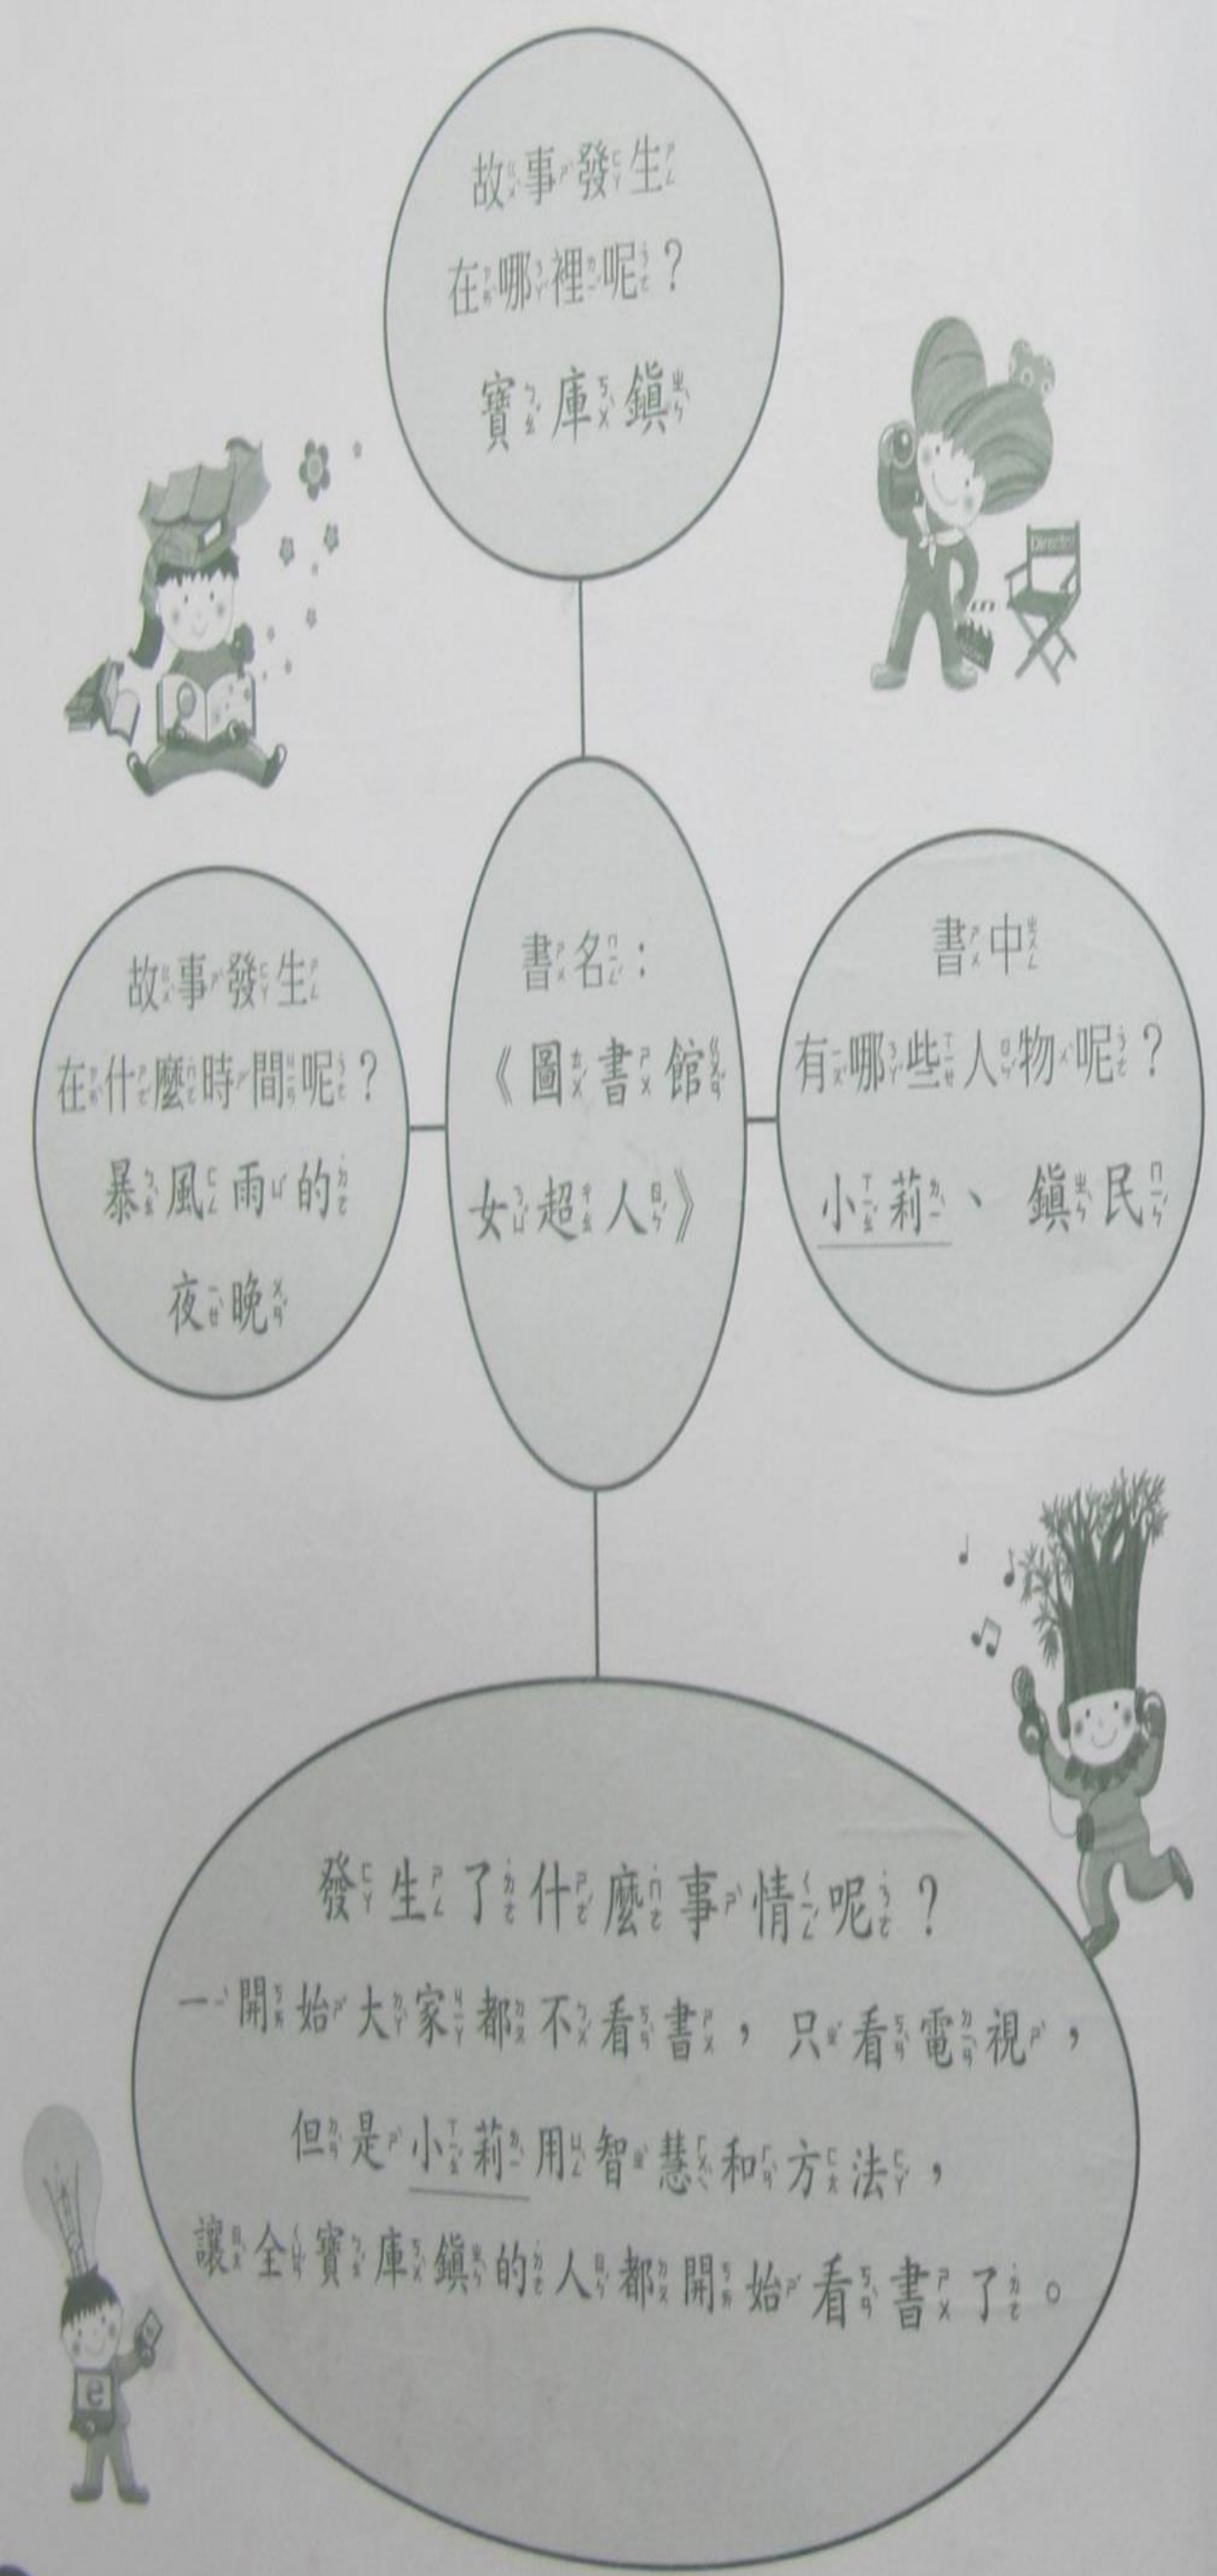 故事發生
在哪裡呢？
寶庫鎮
Director
故事發生
在什麼時間呢？
暴風雨的
夜晚
書名：
《圖書館
女超人》
書中
有哪些人物呢？
小莉、鎮民
發生了什麼事情呢？
一開始大家都不看書，只看電視，
但是小莉用智慧和方法，
讓全寶庫鎮的人都開始看書了。
e